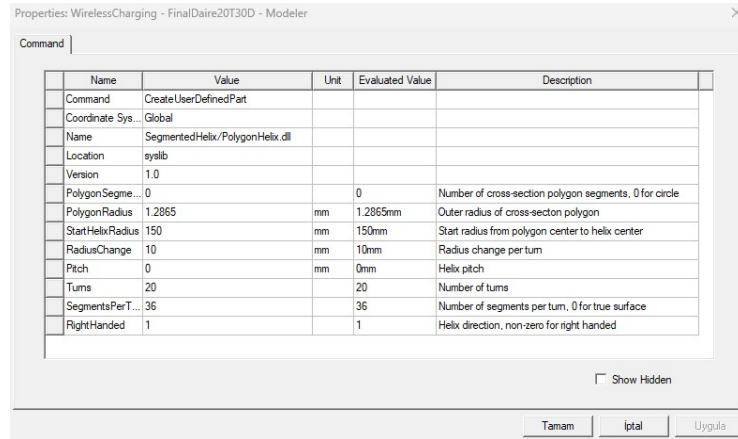 Properties: WirelessCharging - FinalDaire20T30D - Modeler
Command
Name Value Unit Evaluated Value Description
Command CreateUserDefinedPart
Coordinate Sys... Global
Name SegmentedHelix/PolygonHelix.dll
Location syslib
Version 1.0
PolygonSegme... 0 0 Number of cross-section polygon segments, 0 for circle
PolygonRadius 1.2865 mm 1.2865mm Outer radius of cross-secton polygon
StartHelixRadius 150 mm 150mm Start radius from polygon center to helix center
RadiusChange 10 mm 10mm Radius change per turn
Pitch 0 mm 0mm Helix pitch
Turns 20 20 Number of turns
SegmentsPerT... 36 36 Number of segments per turn, 0 for true surface
RightHanded 1 1 Helix direction, non-zero for right handed
Show Hidden
Tamam İptal Uygula